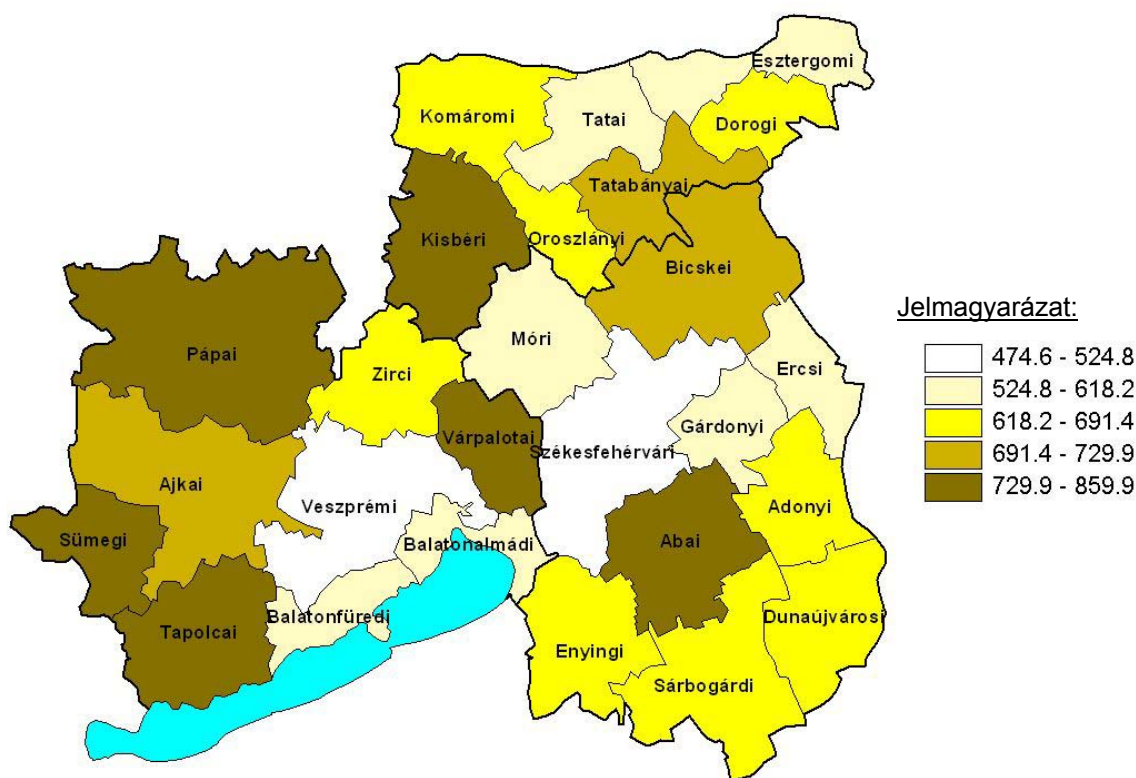 Esztergomi
Komáromi
Tatai
Dorogi
Tatabányai
Kisbéri
Oroszlányi
Bicskei
Jelmagyarázat:
Móri
Pápai
Zirci
Ercsi
474.6 - 524.8
524.8 - 618.2
618.2 - 691.4
691.4 - 729.9
729.9 - 859.9
Gárdonyi
Várpalotai
Székesfehérvári
Ajkai
Veszprémi
Adonyi
Sümegi
Balatonalmádi
Abai
Balatonfüredi
Dunaújvárosi
Tapolcai
Enyingi
Sárbogárdi